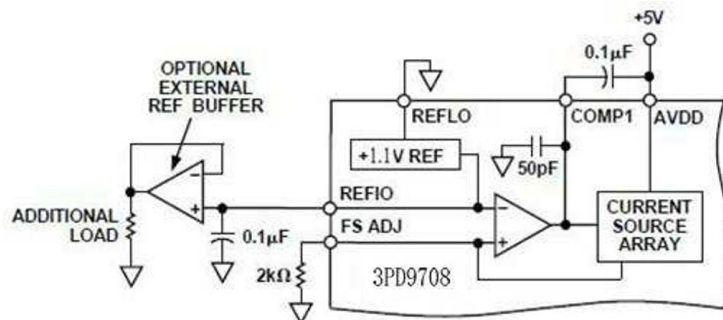 +5V
0.1µF
OPTIONAL
EXTERNAL
REF BUFFER
REFLO
COMP1
AVDD
+1.1V REF
50pF
-
+
REFIO
-
+
CURRENT
SOURCE
ARRAY
ADDITIONAL
LOAD
0.1µF
FS ADJ
2kΩ
3PD9708